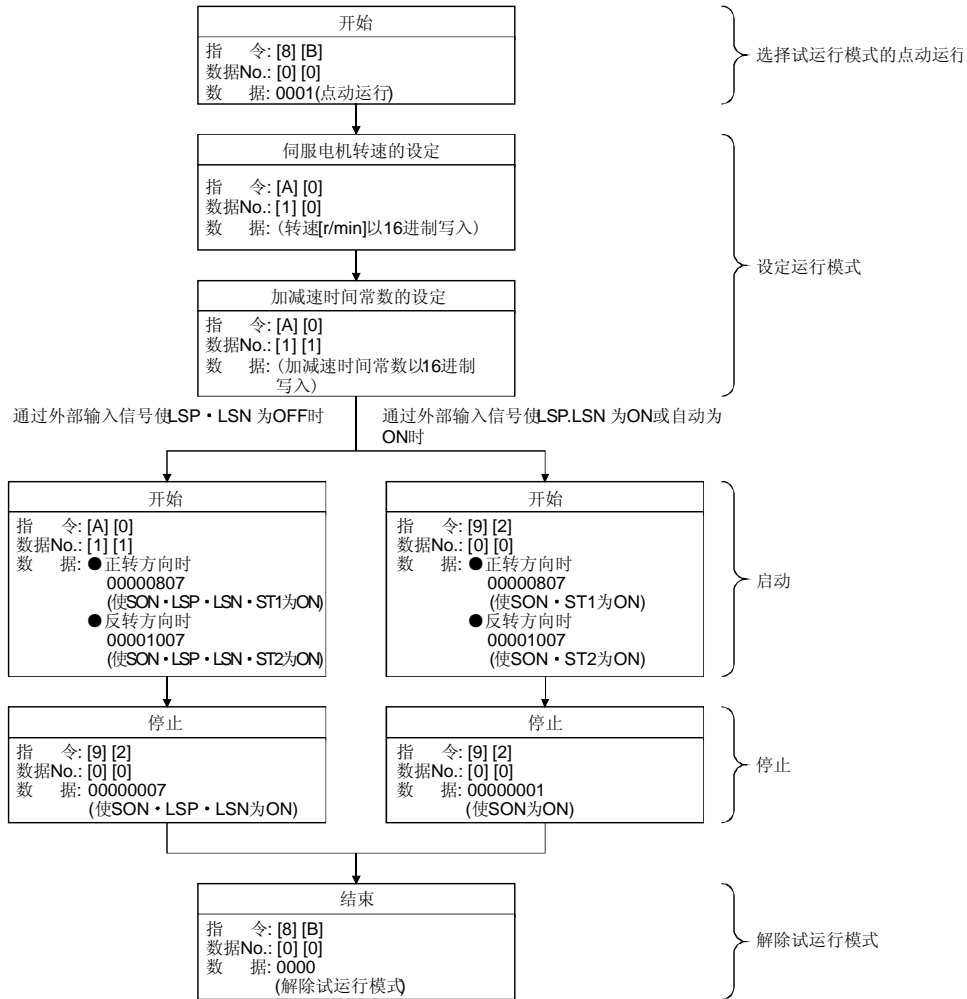 开始
指 令: [8] [B]
数据No.: [0] [0]
数 据: 0001(点动运行)
选择试运行模式的点动运行
伺服电机转速的设定
指 令: [A] [0]
数据No.: [1] [0]
数 据:（转速[r/min]以16进制写入）
加减速时间常数的设定
指 令: [A] [0]
数据No.: [1] [1]
数 据:（加减速时间常数以16进制
写入）
设定运行模式
通过外部输入信号使LSP・LSN 为OFF时
通过外部输入信号使LSP.LSN 为ON或自动为
ON时
开始
指 令: [A] [0]
数据No.: [1] [1]
数 据: ●正转方向时
00000807
(使SON・LSP・LSN・ST1为ON)
●反转方向时
00001007
(使SON・LSP・LSN・ST2为ON)
开始
指 令: [9] [2]
数据No.: [0] [0]
数 据: ●正转方向时
00000807
(使SON・ST1为ON)
●反转方向时
00001007
(使SON・ST2为ON)
启动
停止
指 令: [9] [2]
数据No.: [0] [0]
数 据: 00000007
(使SON・LSP・LSN为ON)
停止
指 令: [9] [2]
数据No.: [0] [0]
数 据: 00000001
(使SON为ON)
停止
结束
指 令: [8] [B]
数据No.: [0] [0]
数 据: 0000
(解除试运行模式)
解除试运行模式